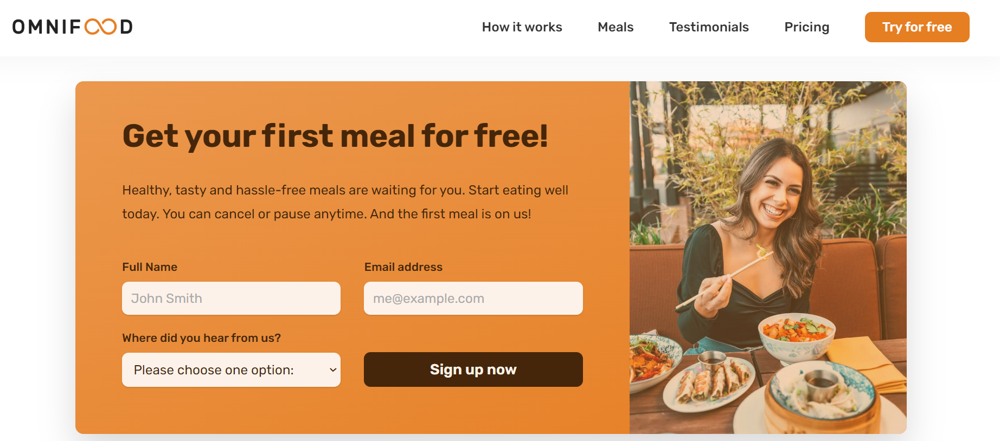 OMNIFOOD
How it works
Meals
Testimonials
Pricing
Try for free
Get your first meal for free!
Healthy, tasty and hassle-free meals are waiting for you. Start eating well
today. You can cancel or pause anytime. And the first meal is on us!
Full Name
Email address
John Smith
me@example.com
Where did you hear from us?
Please choose one option:
Sign up now